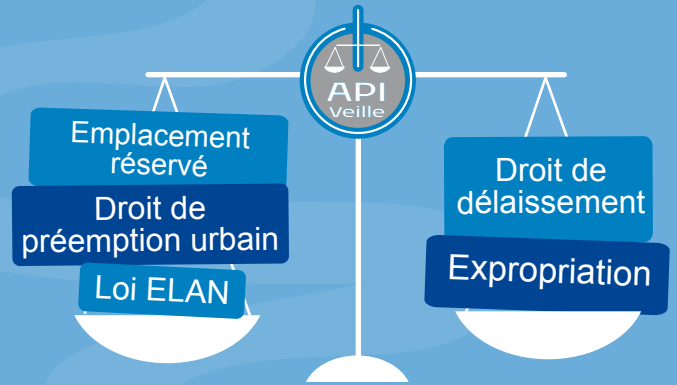 API
Veille
Emplacement
réservé
Droit de
préemption urbain
Loi ELAN
Droit de
délaissement
Expropriation